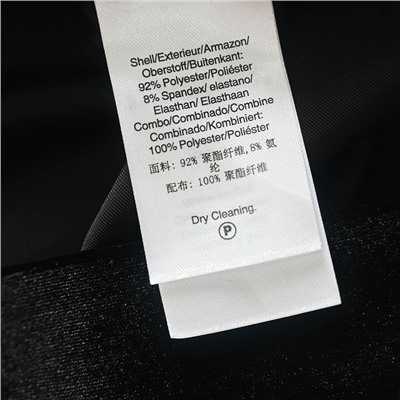 Shell/Exterieur/Armazon/
Oberstoff/Buitenkant:
92% Polyester/Poliéster
8% Spandex/ elastano/
Elasthan/ Elasthaan
Combo/Combinado/Combine
Combinado/Kombiniert:
100% Polyester/Poliéster
面料: 92% 聚酯纤维,8% 氨
纶
配布: 100% 聚酯纤维
Dry Cleaning.
P